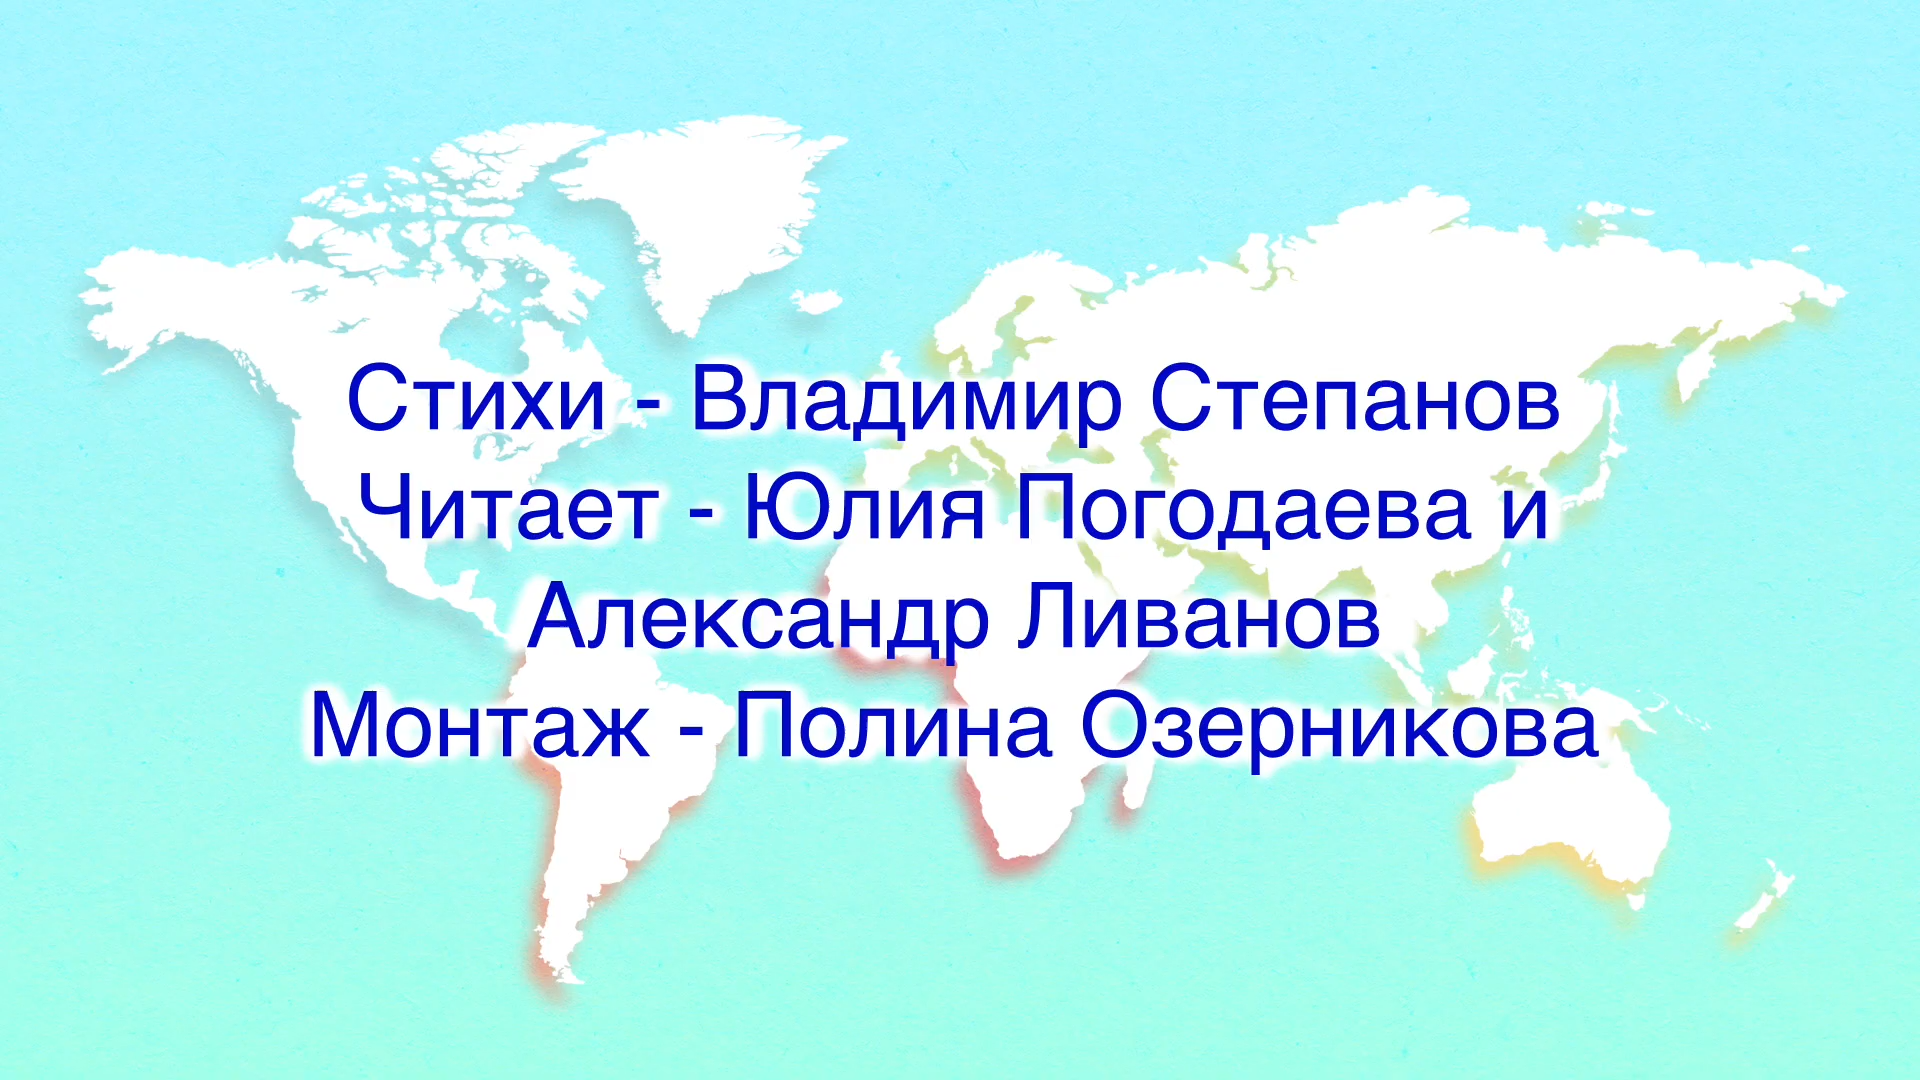 Стихи - Владимир Степанов
Читает - Юлия Погодаева и
Александр Ливанов
Монтаж - Полина Озерникова